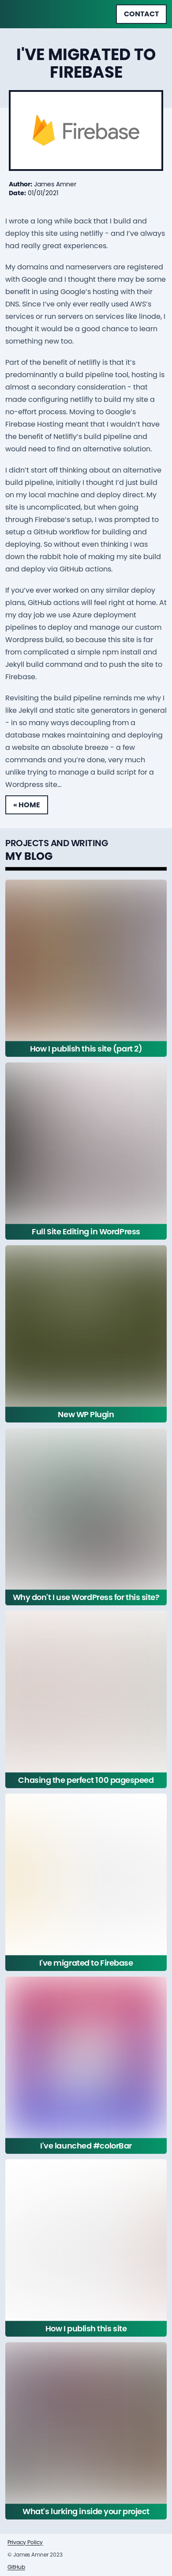 CONTACT
I'VE MIGRATED TO
FIREBASE
Firebase
Author: James Amner
Date: 01/01/2021
I wrote a long while back that I build and
deploy this site using netlify - and I’ve always
had really great experiences.
My domains and nameservers are registered
with Google and I thought there may be some
benefit in using Google’s hosting with their
DNS. Since I’ve only ever really used AWS’s
services or run servers on services like linode, I
thought it would be a good chance to learn
something new too.
Part of the benefit of netlifly is that it’s
predominantly a build pipeline tool, hosting is
almost a secondary consideration - that
made configuring netlifly to build my site a
no-effort process. Moving to Google’s
Firebase Hosting meant that I wouldn’t have
the benefit of Netlifly’s build pipeline and
would need to find an alternative solution.
I didn’t start off thinking about an alternative
build pipeline, initially I thought I’d just build
on my local machine and deploy direct. My
site is uncomplicated, but when going
through Firebase’s setup, I was prompted to
setup a GitHub workflow for building and
deploying. So without even thinking I was
down the rabbit hole of making my site build
and deploy via GitHub actions.
If you’ve ever worked on any similar deploy
plans, GitHub actions will feel right at home. At
my day job we use Azure deployment
pipelines to deploy and manage our custom
Wordpress build, so because this site is far
from complicated a simple npm install and
Jekyll build command and to push the site to
Firebase.
Revisiting the build pipeline reminds me why I
like Jekyll and static site generators in general
- in so many ways decoupling from a
database makes maintaining and deploying
a website an absolute breeze - a few
commands and you’re done, very much
unlike trying to manage a build script for a
Wordpress site…
« HOME
PROJECTS AND WRITING
MY BLOG
How I publish this site (part 2)
Full Site Editing in WordPress
New WP Plugin
Why don't I use WordPress for this site?
Chasing the perfect 100 pagespeed
I've migrated to Firebase
I've launched #colorBar
How I publish this site
What's lurking inside your project
Privacy Policy
© James Amner 2023
GitHub